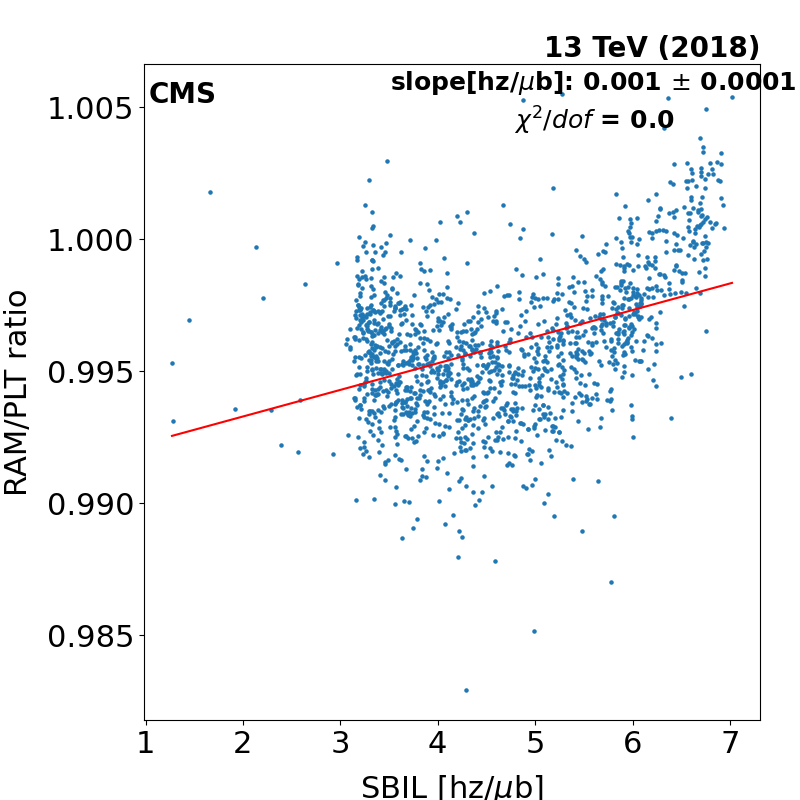 13 TeV (2018)
CMS
slope[hz/μb]: 0.001 ± 0.0001
χ²/dof = 0.0
1.005
1.000
0.995
0.990
0.985
RAM/PLT ratio
1 2 3 4 5 6 7
SBIL [hz/μb]